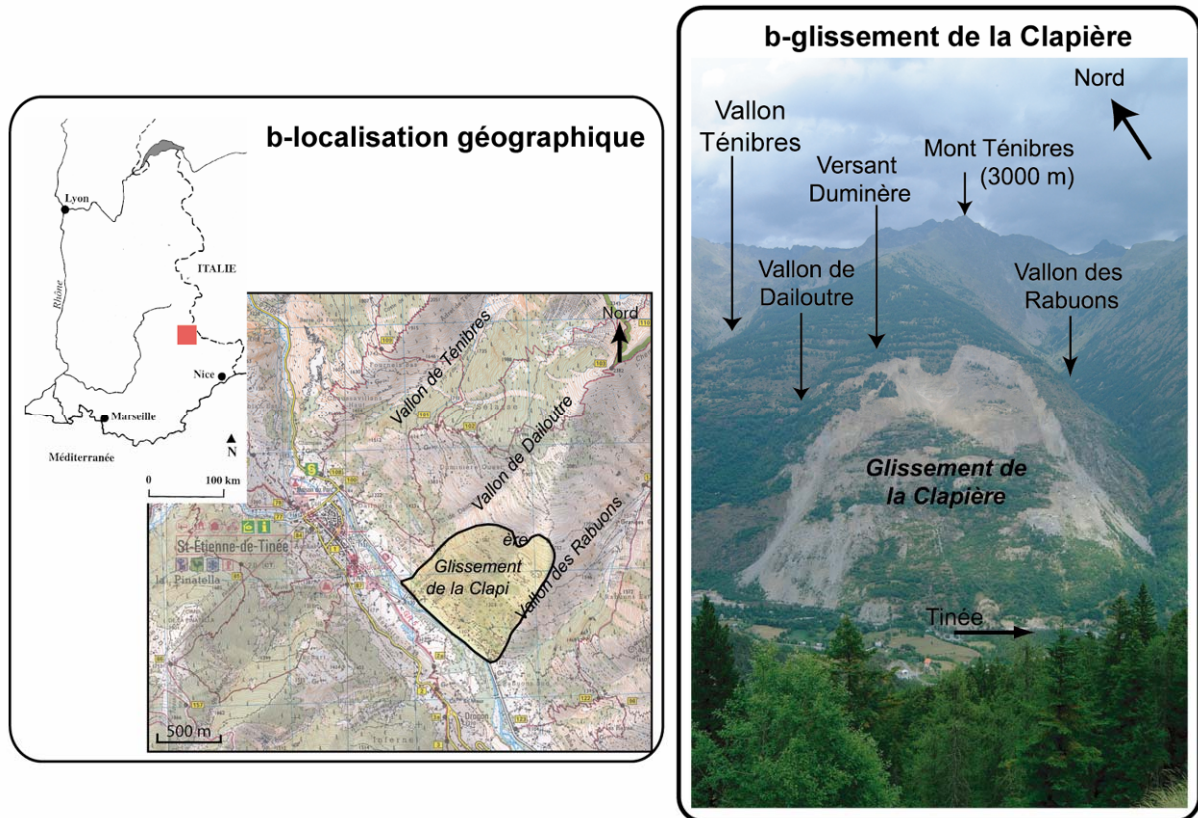 b-localisation géographique
Lyon
Rhône
ITALIE
Nice
Marseille
Méditerranée
N
0 100 km
Nord
Vallon de Ténibres
Vallon de Dailoutre
Vallon des Rabuons
ère
Glissement
de la Clapi
St-Étienne-de-Tinée
la Pinatella
500 m
b-glissement de la Clapière
Nord
Vallon
Ténibres
Versant
Duminère
Mont Ténibres
(3000 m)
Vallon de
Dailoutre
Vallon des
Rabuons
Glissement de
la Clapière
Tinée